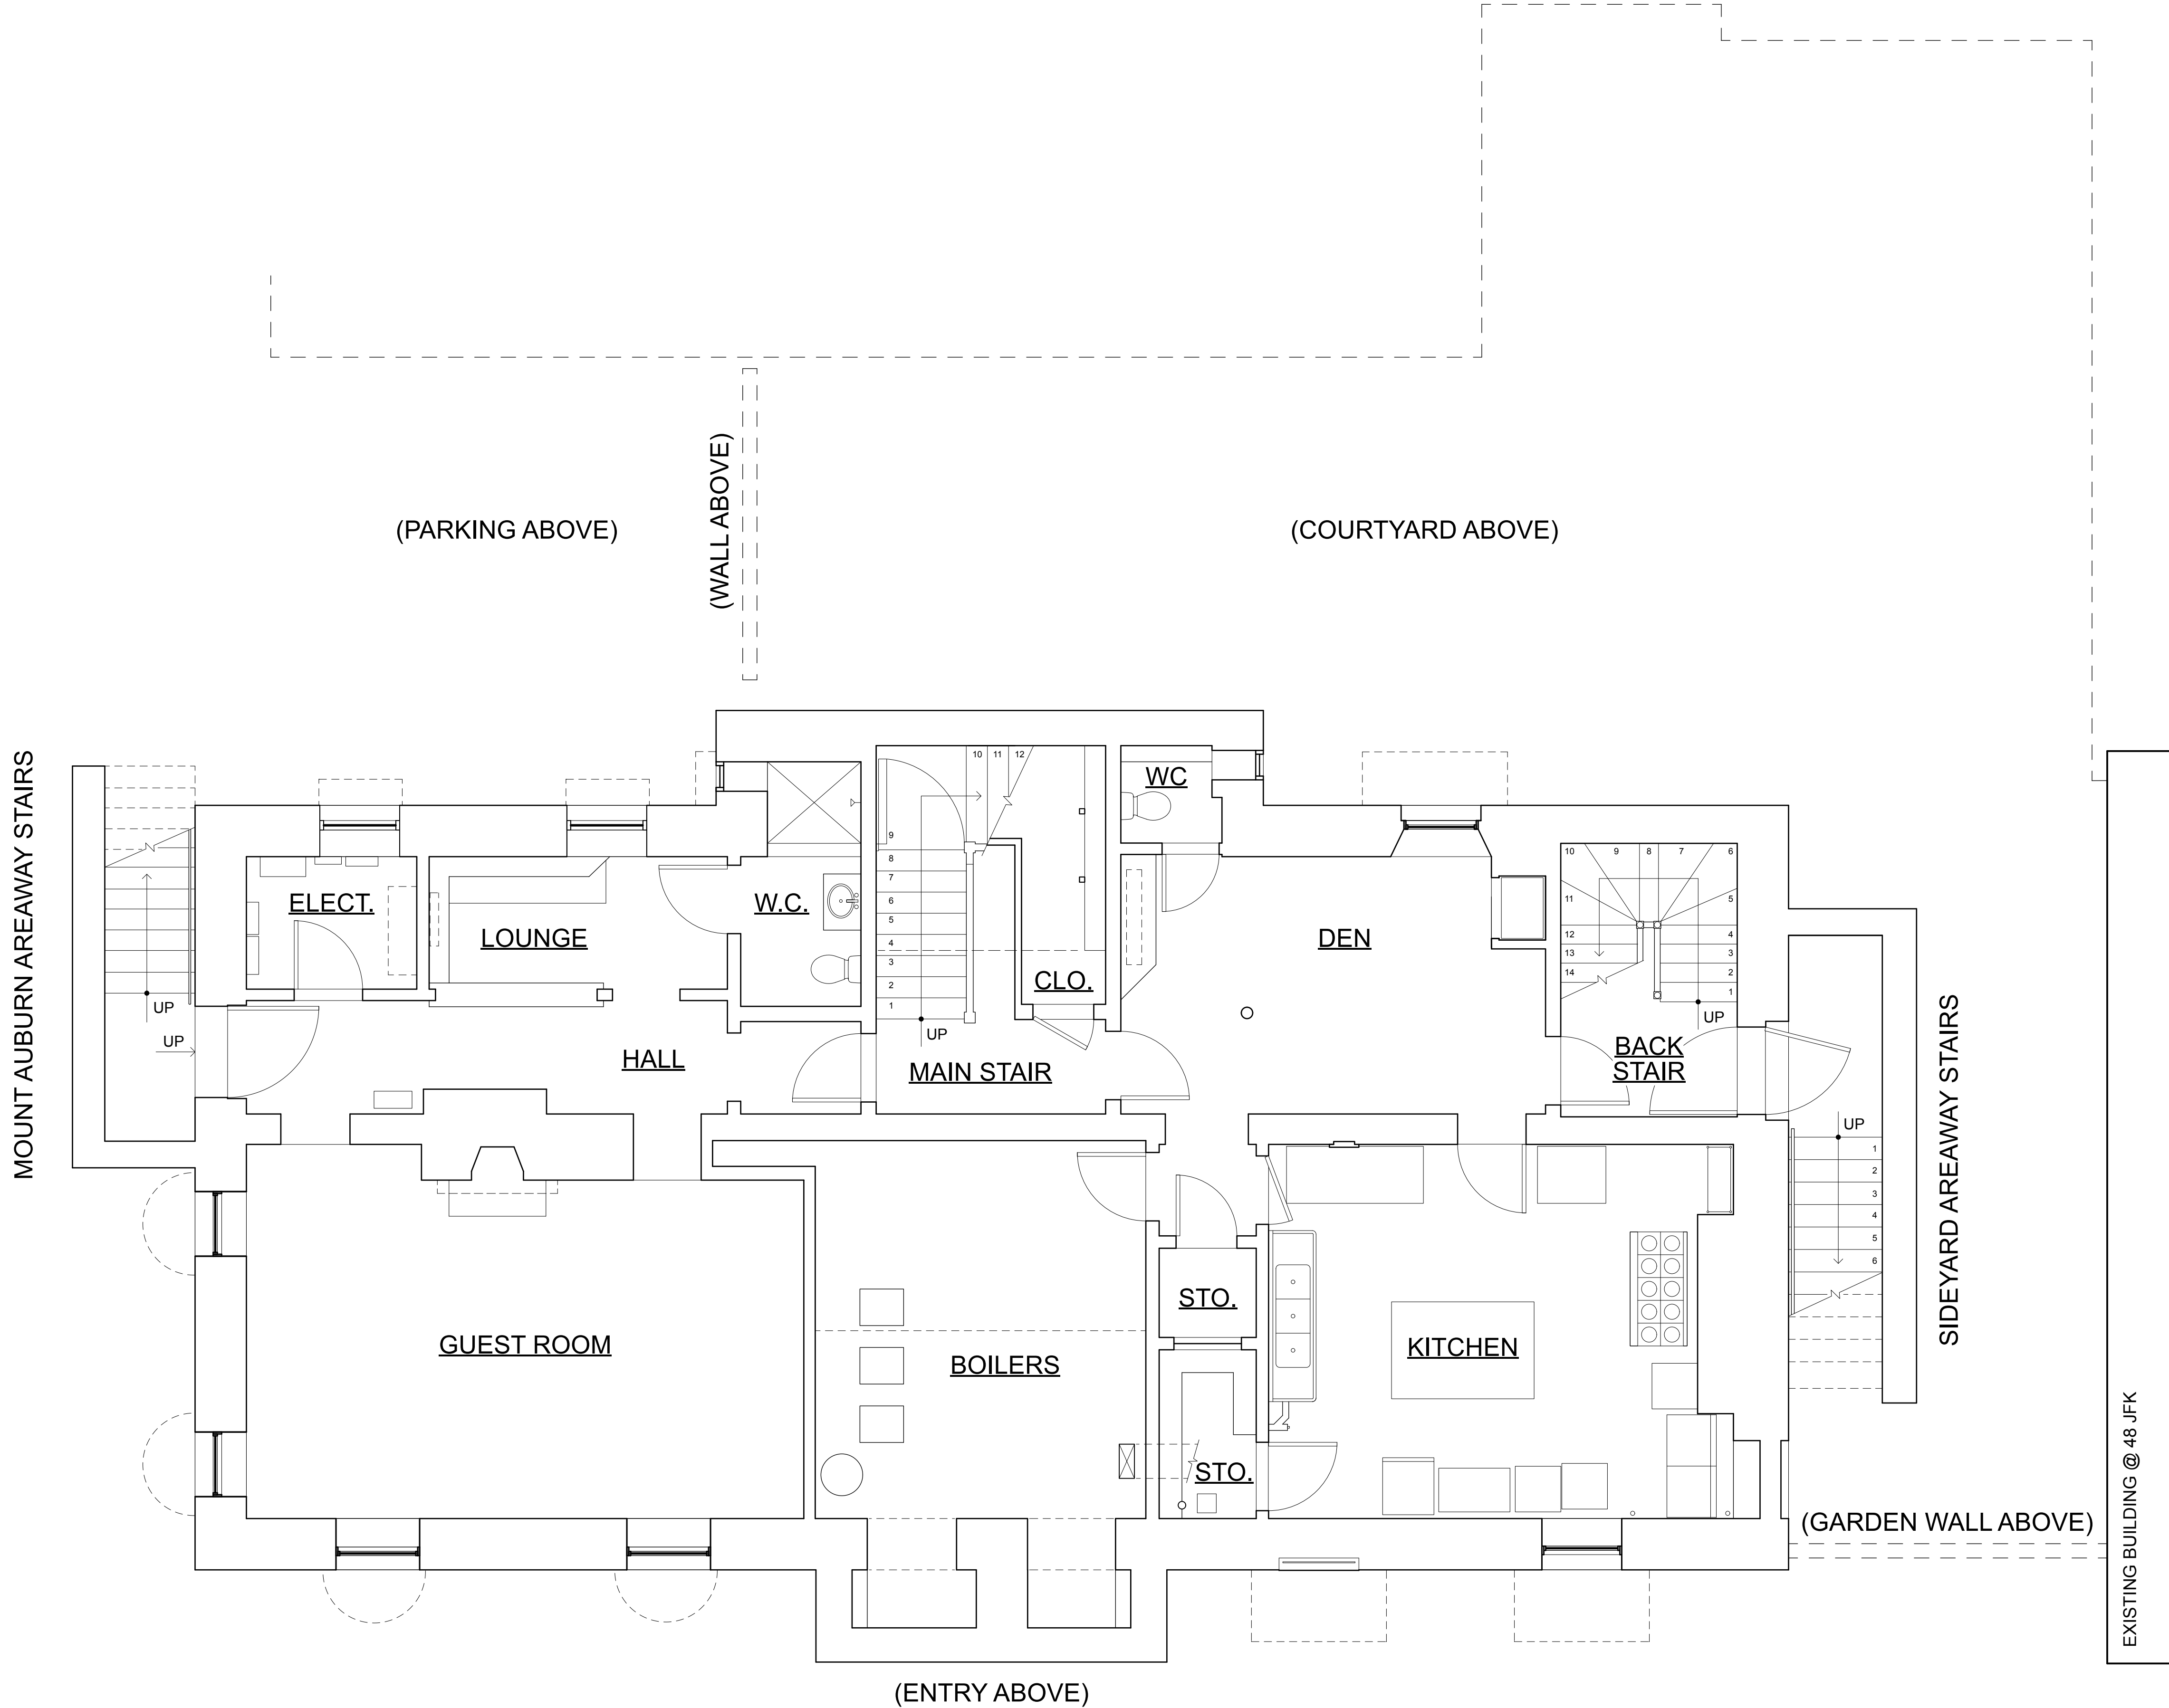 (PARKING ABOVE)
(WALL ABOVE)
(COURTYARD ABOVE)
MOUNT AUBURN AREAWAY STAIRS
UP
UP
ELECT.
LOUNGE
W.C.
HALL
10 11 12
9
8
7
6
5
4
3
2
1
UP
MAIN STAIR
CLO.
WC
DEN
10 9 8 7 6
11 5
12 4
13 3
14 2
1
UP
BACK
STAIR
SIDEYARD AREAWAY STAIRS
UP
1
2
3
4
5
6
GUEST ROOM
BOILERS
STO.
STO.
KITCHEN
(GARDEN WALL ABOVE)
EXISTING BUILDING @ 48 JFK
(ENTRY ABOVE)